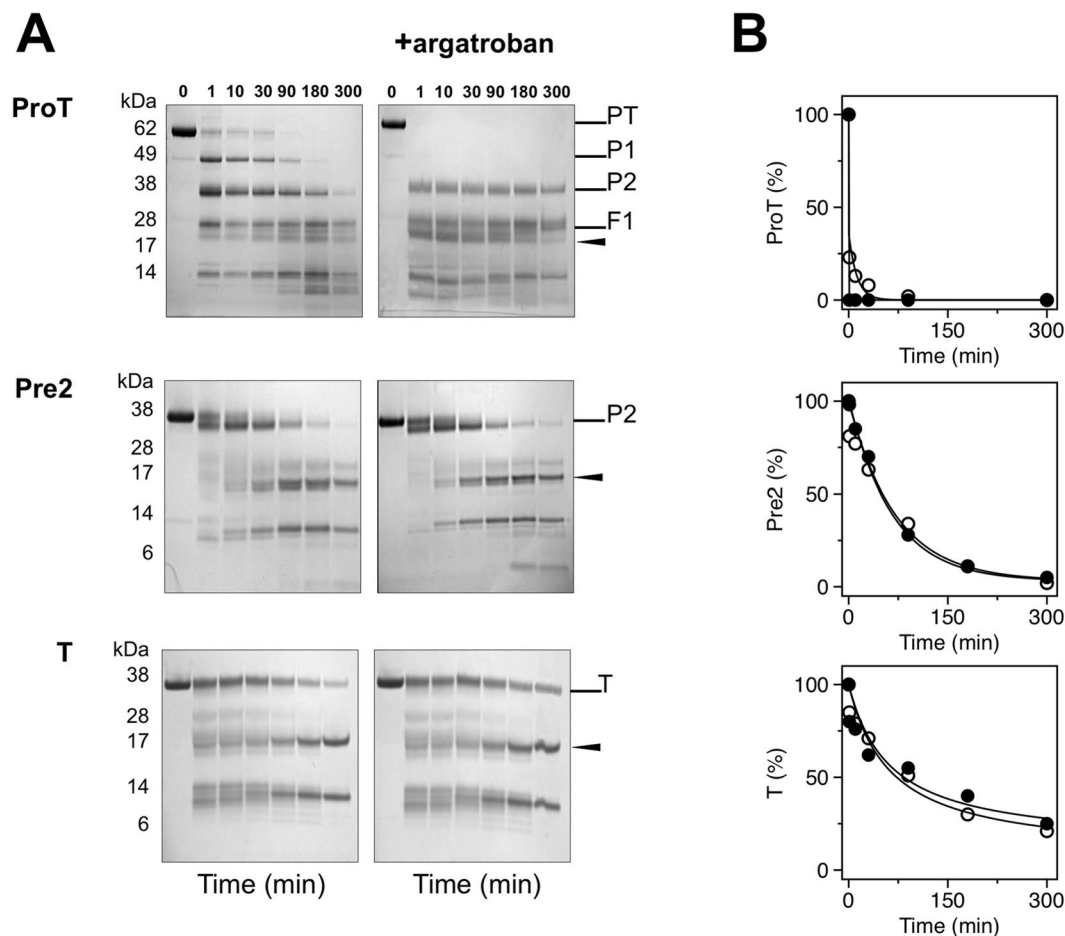 A
+argatroban
B
ProT
kDa
0 1 10 30 90 180 300
0 1 10 30 90 180 300
62
49
38
28
17
14
PT
P1
P2
F1
ProT (%)
100
50
0
0 150 300
Time (min)
Pre2
kDa
38
28
17
14
6
P2
Pre2 (%)
100
50
0
0 150 300
Time (min)
T
kDa
38
28
17
14
6
T
Time (min)
Time (min)
T (%)
100
50
0
0 150 300
Time (min)